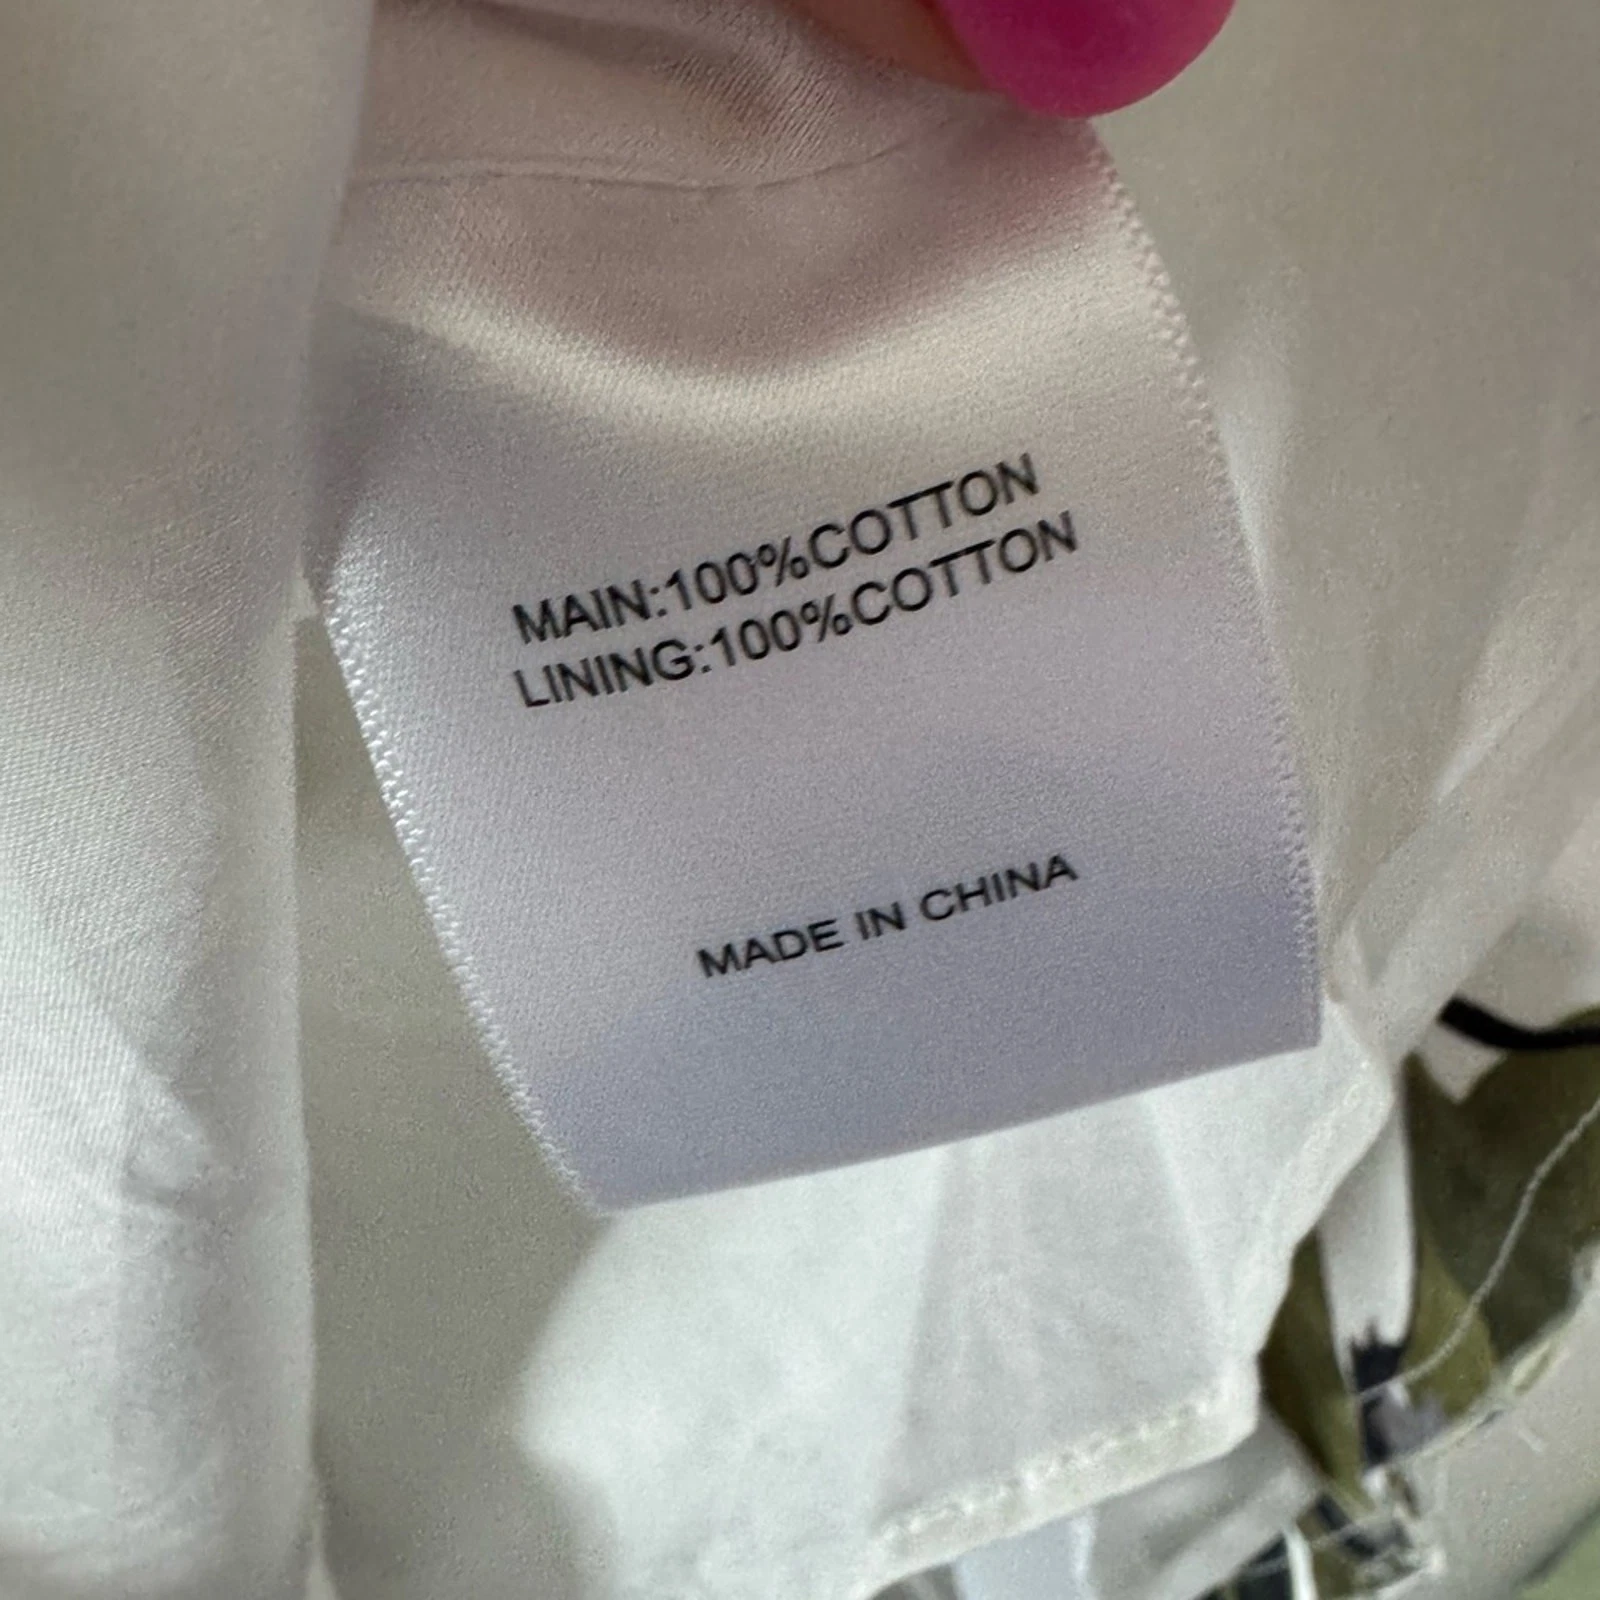 MAIN:100%COTTON
LINING:100%COTTON
MADE IN CHINA